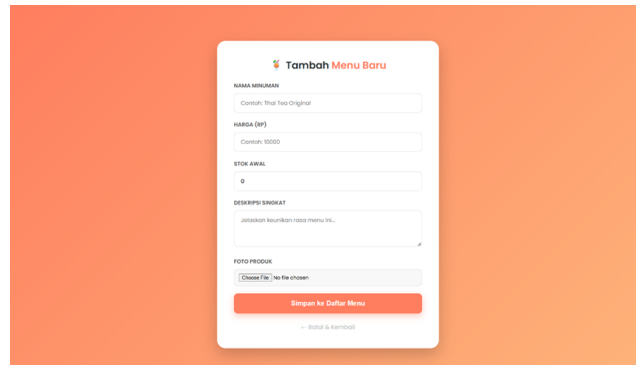 🍹 Tambah Menu Baru
NAMA MINUMAN
Contoh: Thai Tea Original
HARGA (RP)
Contoh: 10000
STOK AWAL
0
DESKRIPSI SINGKAT
Jelaskan keunikan rasa menu ini...
FOTO PRODUK
Choose File No file chosen
Simpan ke Daftar Menu
← Batal & Kembali